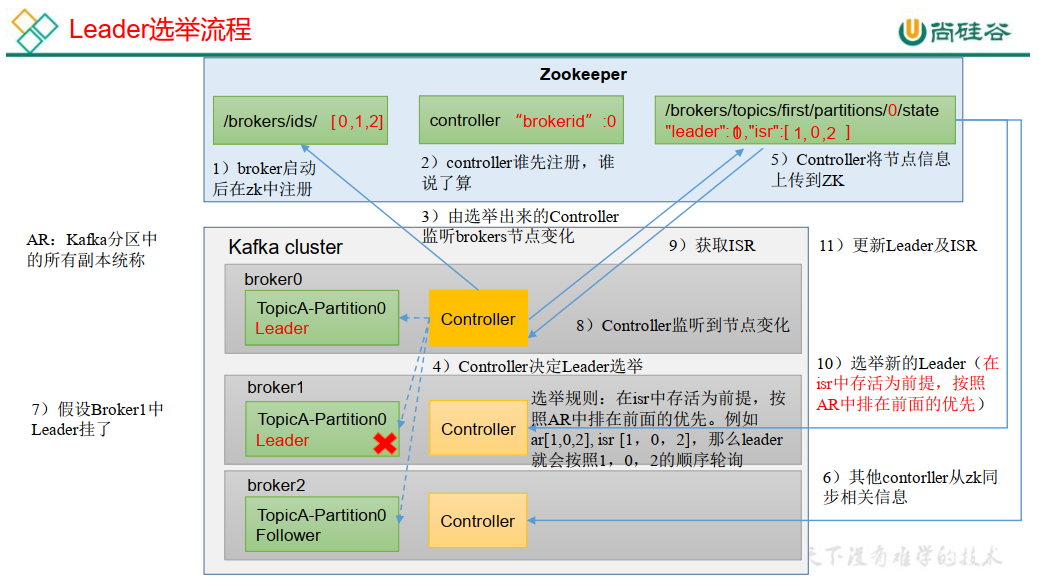 Leader选举流程
尚硅谷
Zookeeper
/brokers/ids/ [0,1,2]
controller “brokerid”:0
/brokers/topics/first/partitions/0/state
"leader": ,"isr":[ 1,0,2 ]
1）broker启动
后在zk中注册
2）controller谁先注册，谁
说了算
5）Controller将节点信息
上传到ZK
3）由选举出来的Controller
监听brokers节点变化
AR：Kafka分区中
的所有副本统称
Kafka cluster
9）获取ISR
11）更新Leader及ISR
broker0
TopicA-Partition0
Leader
Controller
8）Controller监听到节点变化
4）Controller决定Leader选举
10）选举新的Leader（在
isr中存活为前提，按照
AR中排在前面的优先）
7）假设Broker1中
Leader挂了
broker1
TopicA-Partition0
Leader
Controller
选举规则：在isr中存活为前提，按
照AR中排在前面的优先。例如
ar[1,0,2], isr [1，0，2]，那么leader
就会按照1，0，2的顺序轮询
6）其他contorller从zk同
步相关信息
broker2
TopicA-Partition0
Follower
Controller
天下没有难学的技术